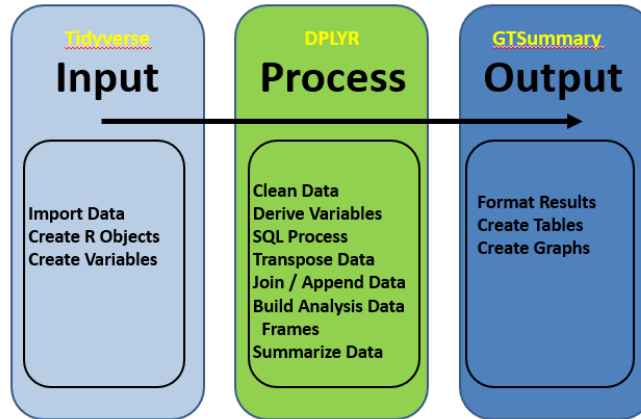 Tidyverse
Input
Import Data
Create R Objects
Create Variables
DPLYR
Process
Clean Data
Derive Variables
SQL Process
Transpose Data
Join / Append Data
Build Analysis Data
Frames
Summarize Data
GTSummary
Output
Format Results
Create Tables
Create Graphs